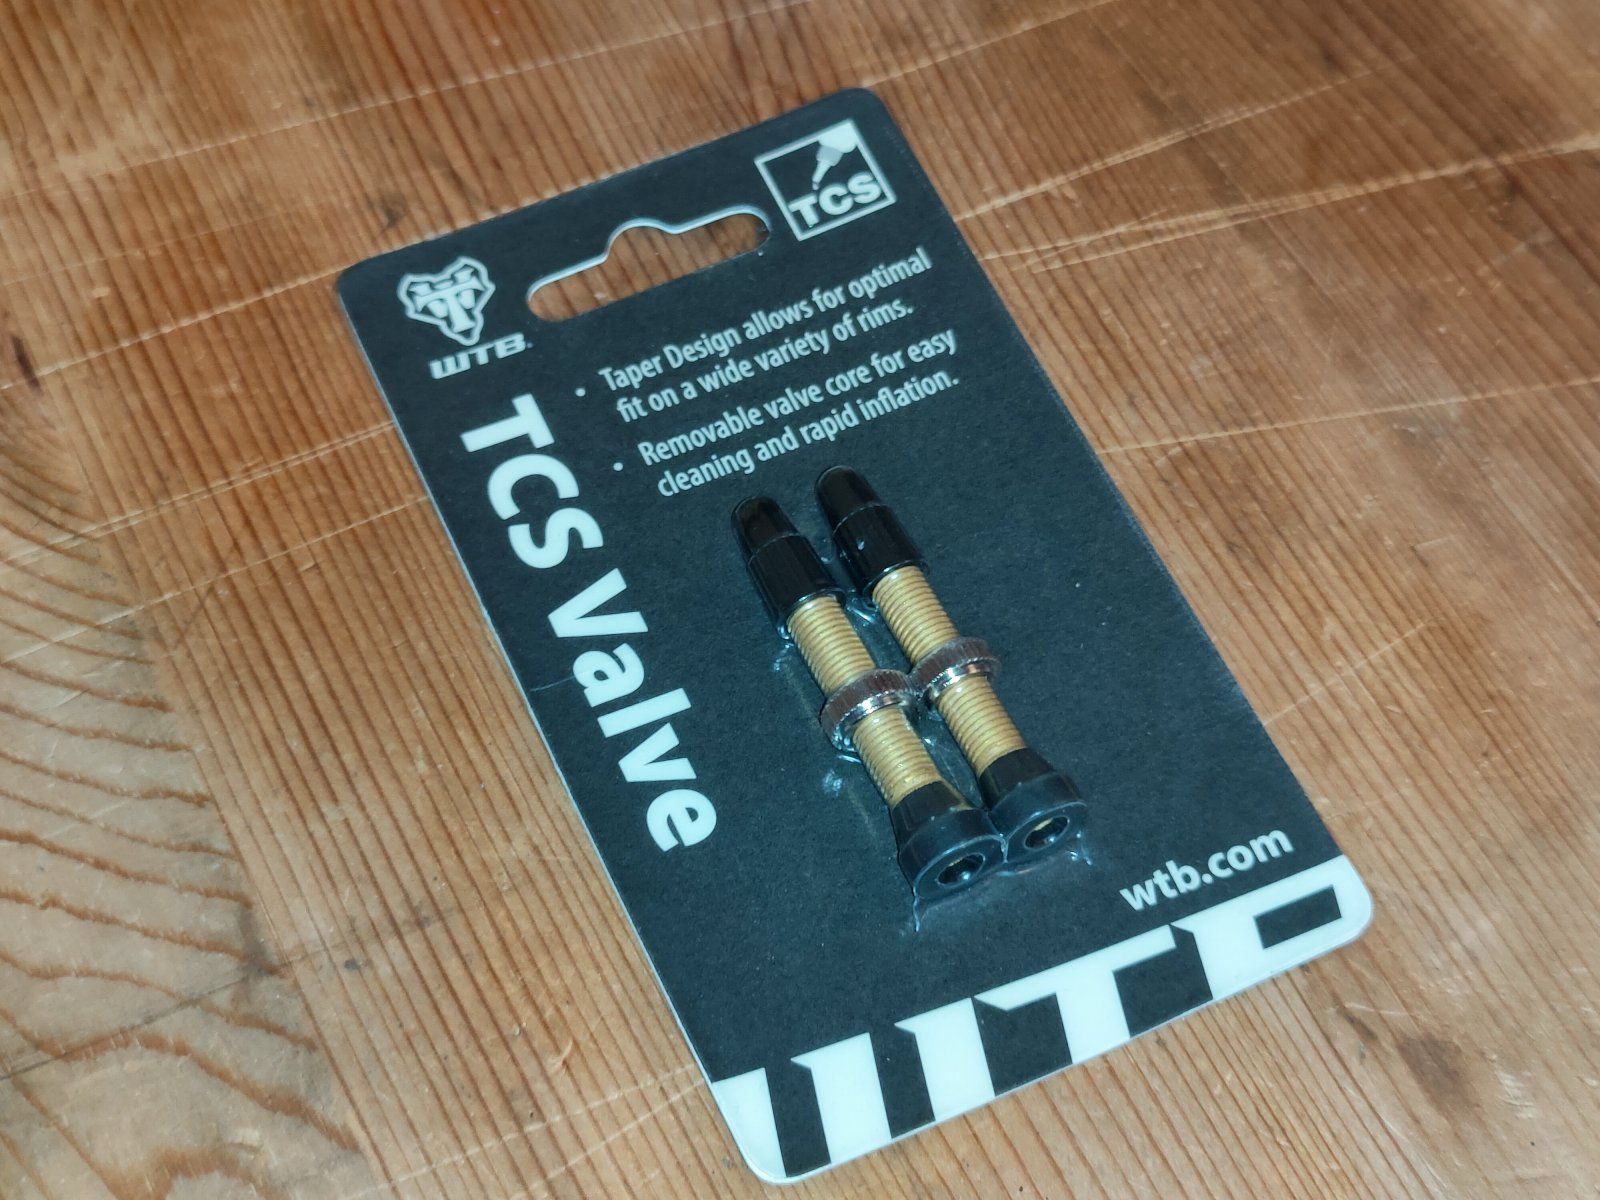 TCS
WTB
• Taper Design allows for optimal
fit on a wide variety of rims.
• Removable valve core for easy
cleaning and rapid inflation.
TCS Valve
wtb.com
WTB